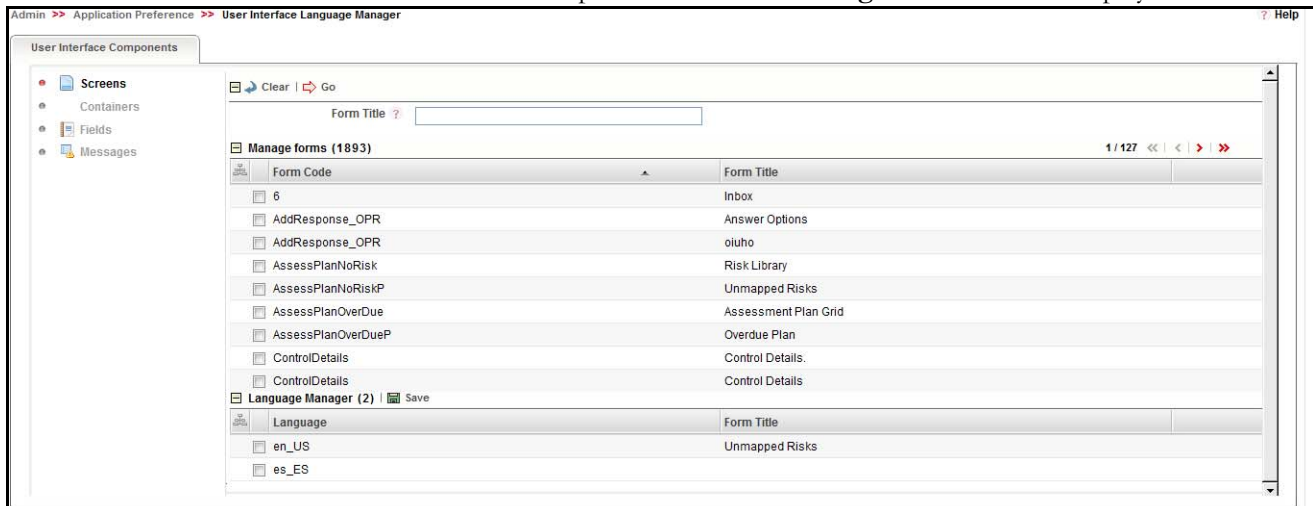 Admin >> Application Preference >> User Interface Language Manager ? Help
User Interface Components
Screens
Containers
Fields
Messages
Clear | Go
Form Title ?
Manage forms (1893) 1 / 127 << | < | > | >>
Form Code Form Title
6 Inbox
AddResponse_OPR Answer Options
AddResponse_OPR oiuho
AssessPlanNoRisk Risk Library
AssessPlanNoRiskP Unmapped Risks
AssessPlanOverDue Assessment Plan Grid
AssessPlanOverDueP Overdue Plan
ControlDetails Control Details.
ControlDetails Control Details
Language Manager (2) | Save
Language Form Title
en_US Unmapped Risks
es_ES